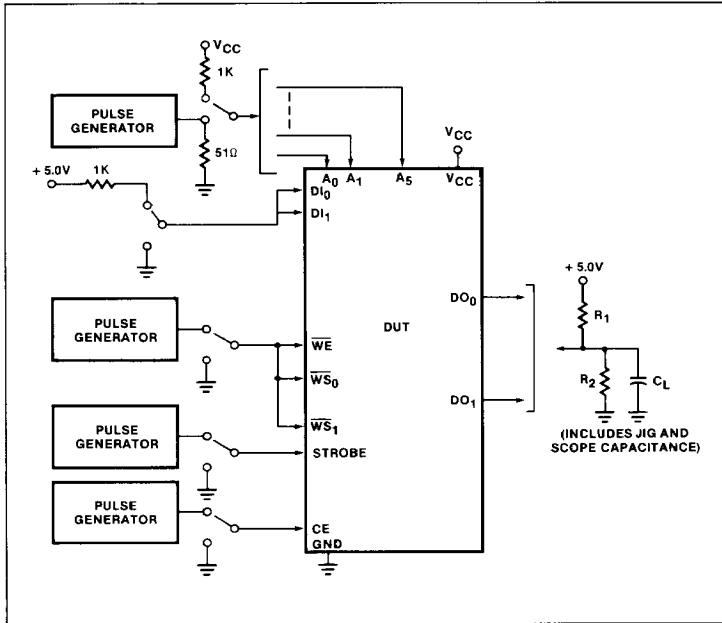 VCC
1K
PULSE
GENERATOR
51Ω
+ 5.0V
1K
VCC
A0 A1 A5 VCC
DI0
DI1
DUT
DO0
DO1
+ 5.0V
R1
R2
CL
(INCLUDES JIG AND
SCOPE CAPACITANCE)
PULSE
GENERATOR
WE
WS0
WS1
PULSE
GENERATOR
STROBE
PULSE
GENERATOR
CE
GND